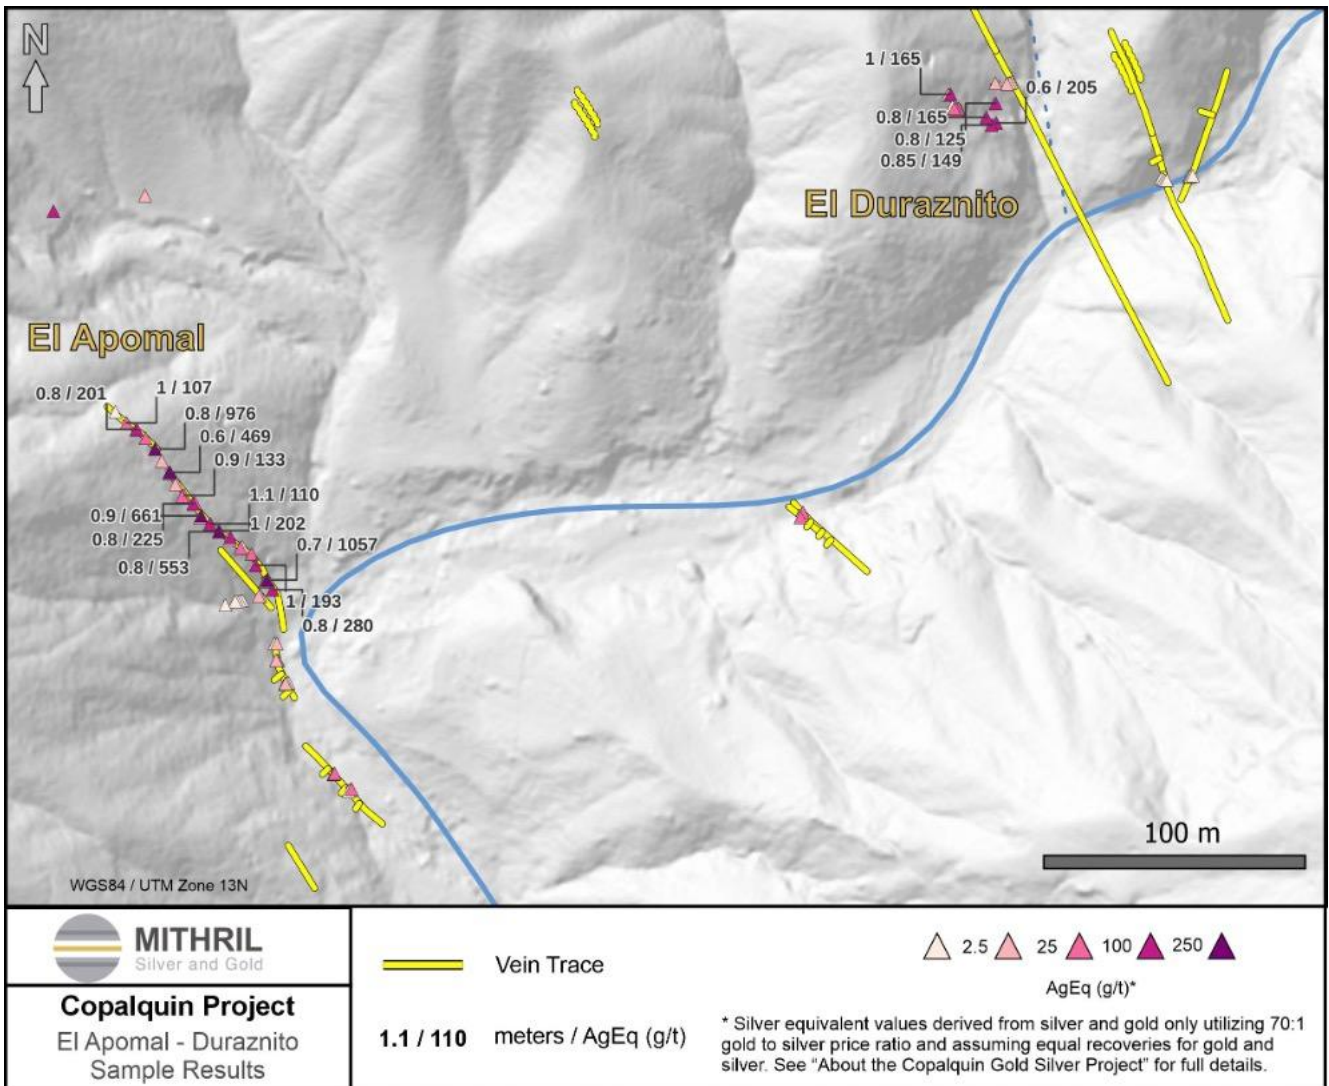 N
1 / 165
0.6 / 205
0.8 / 165
0.8 / 125
0.85 / 149
El Duraznito
El Apomal
0.8 / 201
1 / 107
0.8 / 976
0.6 / 469
0.9 / 133
1.1 / 110
0.9 / 661
1 / 202
0.8 / 225
0.7 / 1057
0.8 / 553
1 / 193
0.8 / 280
100 m
WGS84 / UTM Zone 13N
MITHRIL
Silver and Gold
Copalquin Project
El Apomal - Duraznito
Sample Results
Vein Trace
1.1 / 110 meters / AgEq (g/t)
2.5 25 100 250
AgEq (g/t)*
* Silver equivalent values derived from silver and gold only utilizing 70:1
gold to silver price ratio and assuming equal recoveries for gold and
silver. See “About the Copalquin Gold Silver Project” for full details.